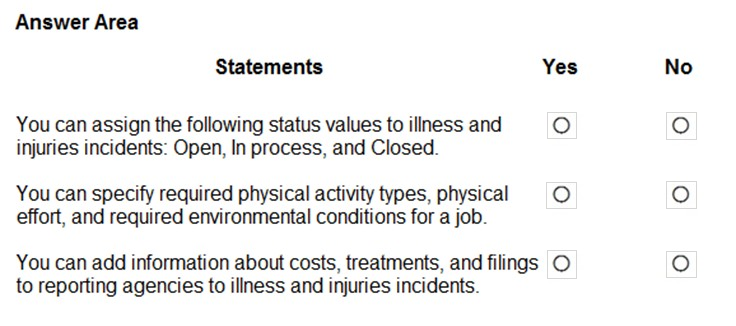 Answer Area
Statements Yes No
You can assign the following status values to illness and
injuries incidents: Open, In process, and Closed.
You can specify required physical activity types, physical
effort, and required environmental conditions for a job.
You can add information about costs, treatments, and filings
to reporting agencies to illness and injuries incidents.